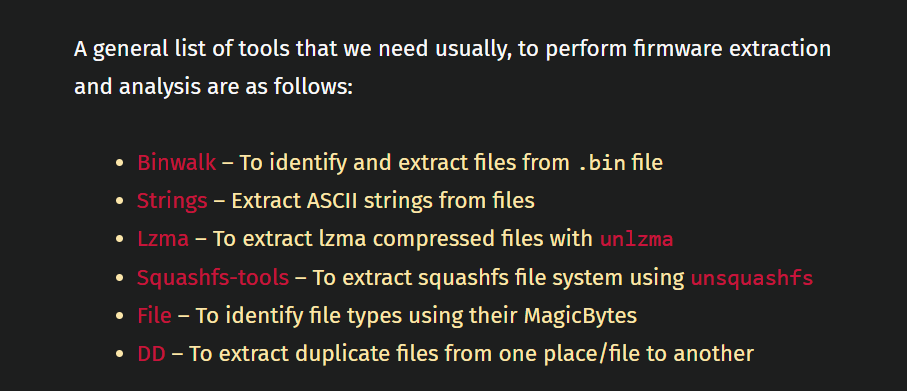 A general list of tools that we need usually, to perform firmware extraction
and analysis are as follows:
• Binwalk – To identify and extract files from .bin file
• Strings – Extract ASCII strings from files
• Lzma – To extract lzma compressed files with unlzma
• Squashfs-tools – To extract squashfs file system using unsquashfs
• File – To identify file types using their MagicBytes
• DD – To extract duplicate files from one place/file to another